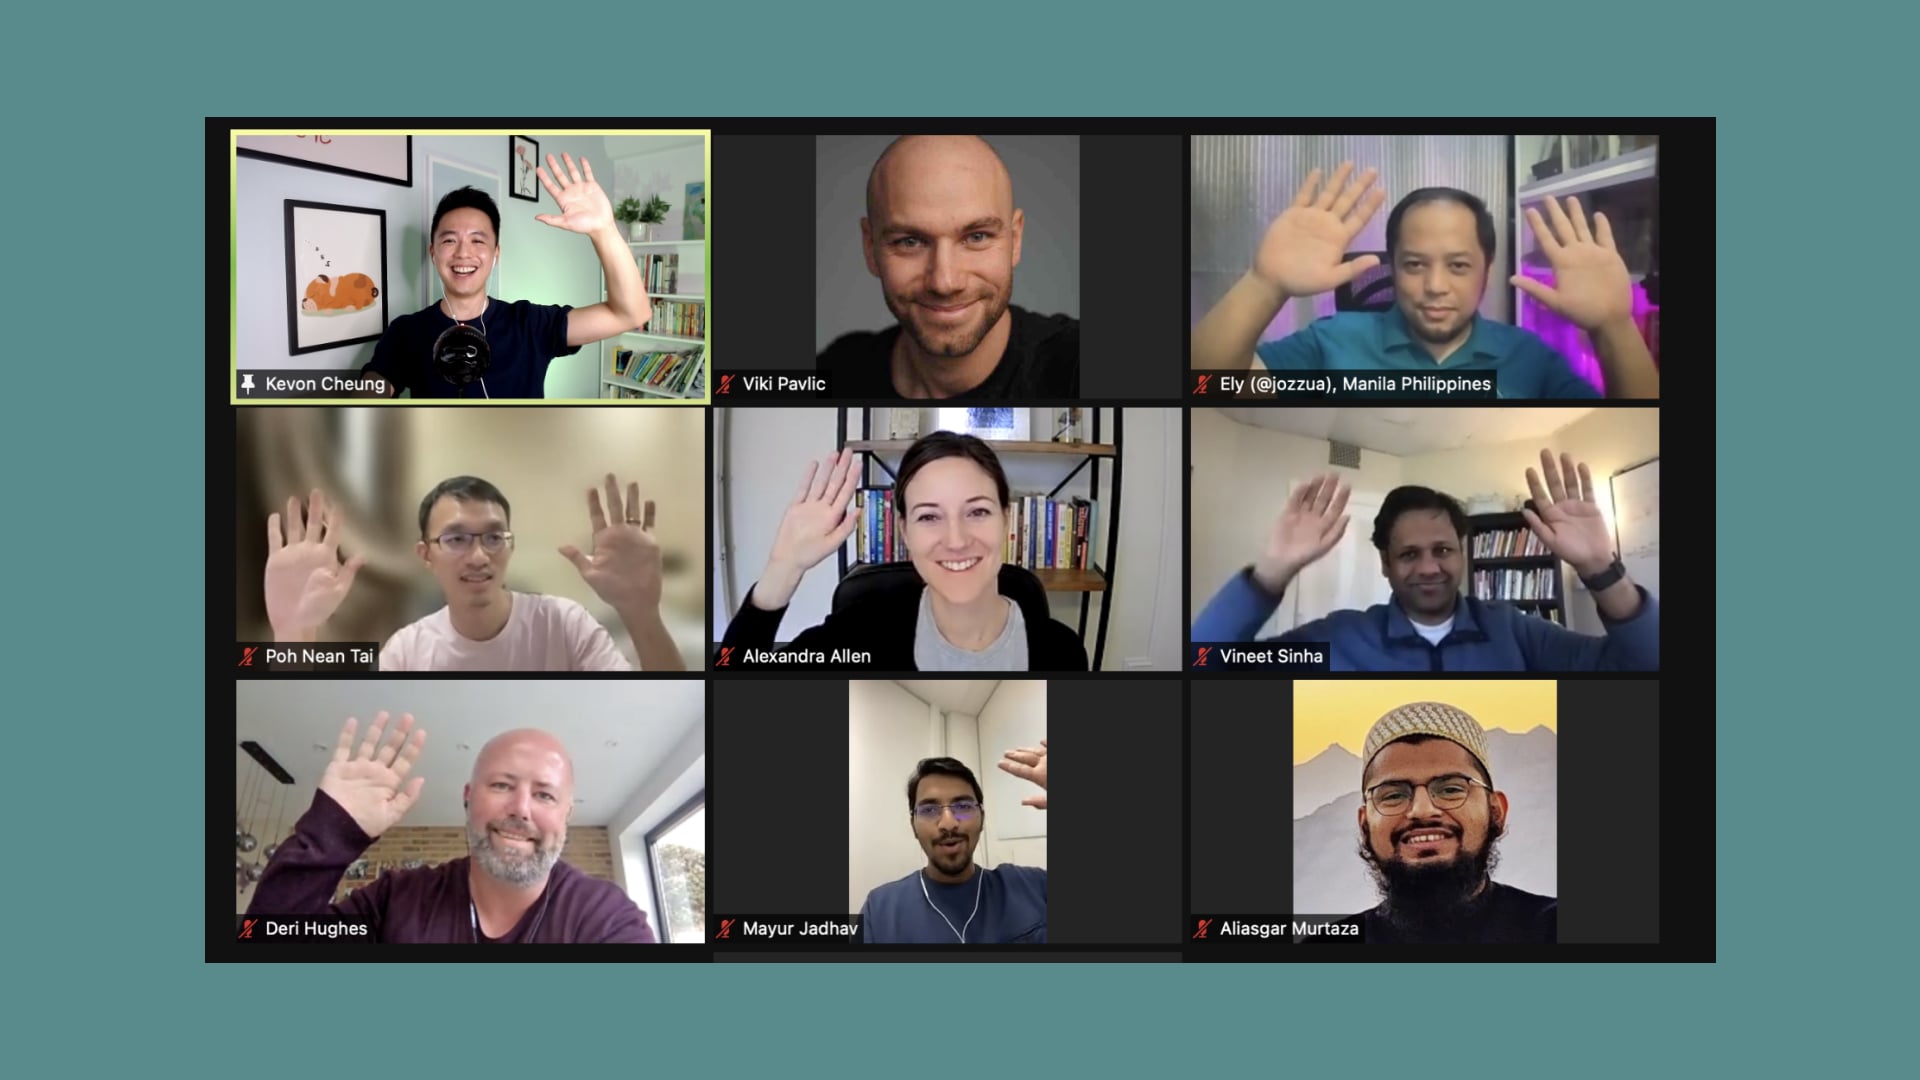 Kevon Cheung
Viki Pavlic
Ely (@jozzua), Manila Philippines
Poh Nean Tai
Alexandra Allen
Vineet Sinha
Deri Hughes
Mayur Jadhav
Aliasgar Murtaza